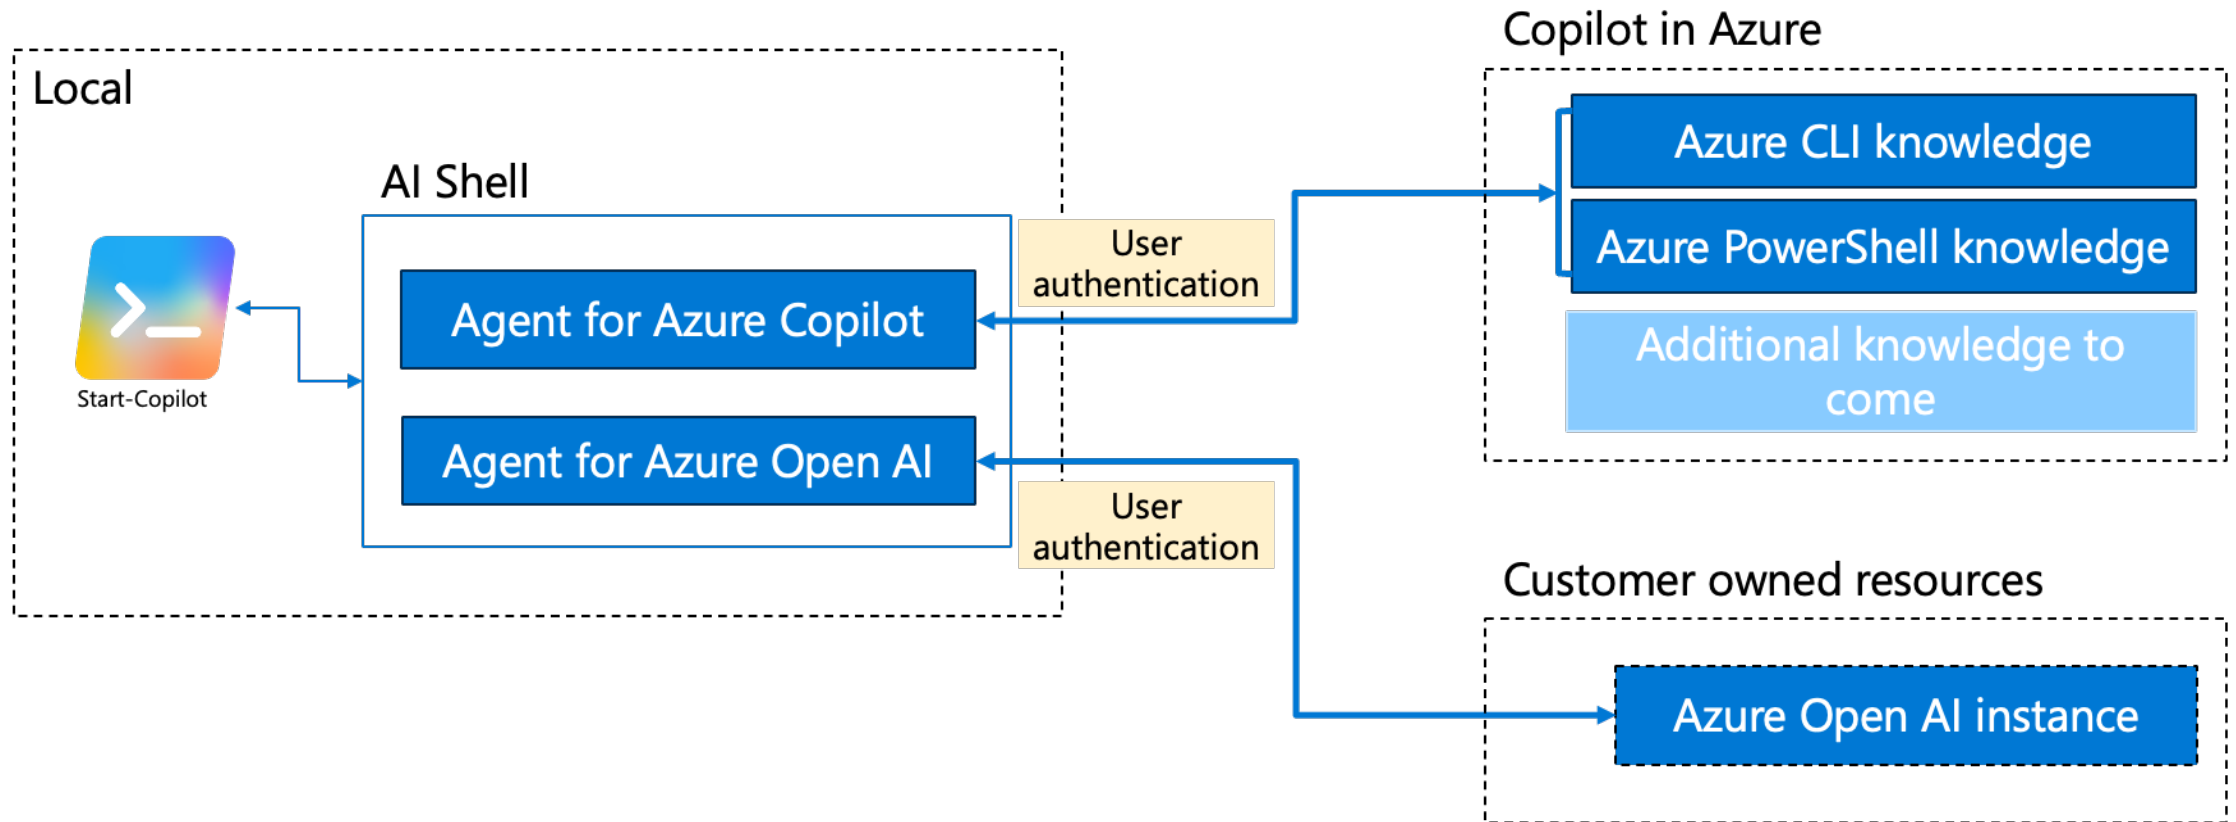 Local
AI Shell
Start-Copilot
Agent for Azure Copilot
Agent for Azure Open AI
User
authentication
User
authentication
Copilot in Azure
Azure CLI knowledge
Azure PowerShell knowledge
Additional knowledge to
come
Customer owned resources
Azure Open AI instance